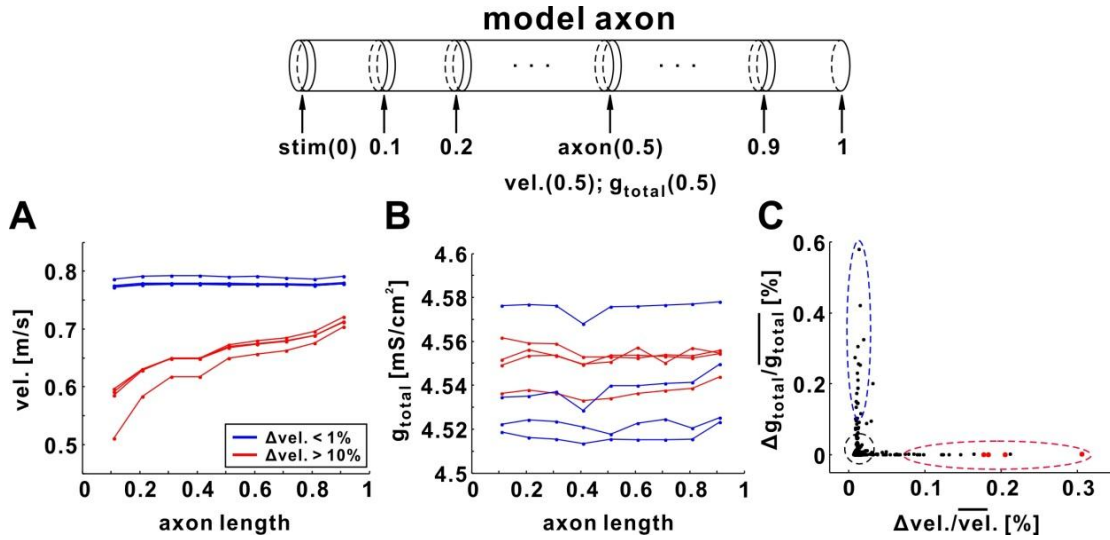 model axon
stim(0) 0.1 0.2 axon(0.5) 0.9 1
vel.(0.5); g_total(0.5)
A
vel. [m/s]
0.8
0.7
0.6
0.5
Δvel. < 1%
Δvel. > 10%
0 0.2 0.4 0.6 0.8 1
axon length
B
g_total [mS/cm²]
4.6
4.58
4.56
4.54
4.52
4.5
0 0.2 0.4 0.6 0.8 1
axon length
C
Δg_total/g_total [%]
0.6
0.4
0.2
0
0 0.1 0.2 0.3
Δvel./vel. [%]